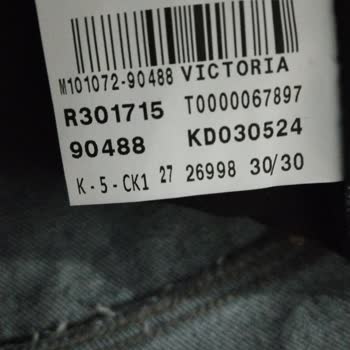 M101072-90488 VICTORIA
R301715 T0000067897
90488 KD030524
K-5-CK1 27 26998 30/30